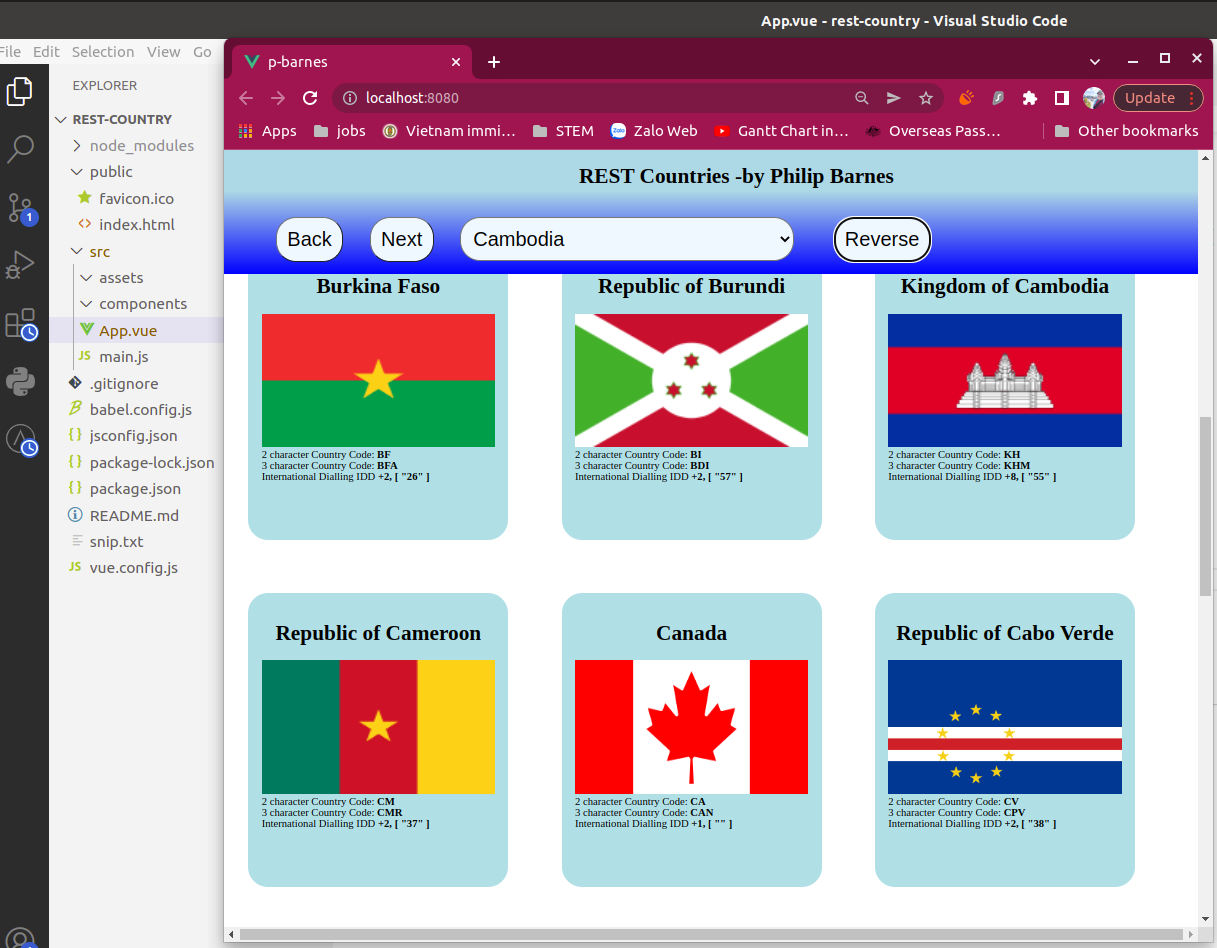 App.vue - rest-country - Visual Studio Code
File Edit Selection View Go
p-barnes
localhost:8080
Update
Apps jobs Vietnam immi… STEM Zalo Zalo Web Gantt Chart in… Overseas Pass… Other bookmarks
EXPLORER
REST-COUNTRY
node_modules
public
favicon.ico
index.html
src
assets
components
App.vue
JS main.js
.gitignore
babel.config.js
{ } jsconfig.json
{ } package-lock.json
{ } package.json
README.md
snip.txt
JS vue.config.js
1
REST Countries -by Philip Barnes
Back Next Cambodia Reverse
Burkina Faso
2 character Country Code: BF
3 character Country Code: BFA
International Dialling IDD +2, [ "26" ]
Republic of Burundi
2 character Country Code: BI
3 character Country Code: BDI
International Dialling IDD +2, [ "57" ]
Kingdom of Cambodia
2 character Country Code: KH
3 character Country Code: KHM
International Dialling IDD +8, [ "55" ]
Republic of Cameroon
2 character Country Code: CM
3 character Country Code: CMR
International Dialling IDD +2, [ "37" ]
Canada
2 character Country Code: CA
3 character Country Code: CAN
International Dialling IDD +1, [ "" ]
Republic of Cabo Verde
2 character Country Code: CV
3 character Country Code: CPV
International Dialling IDD +2, [ "38" ]